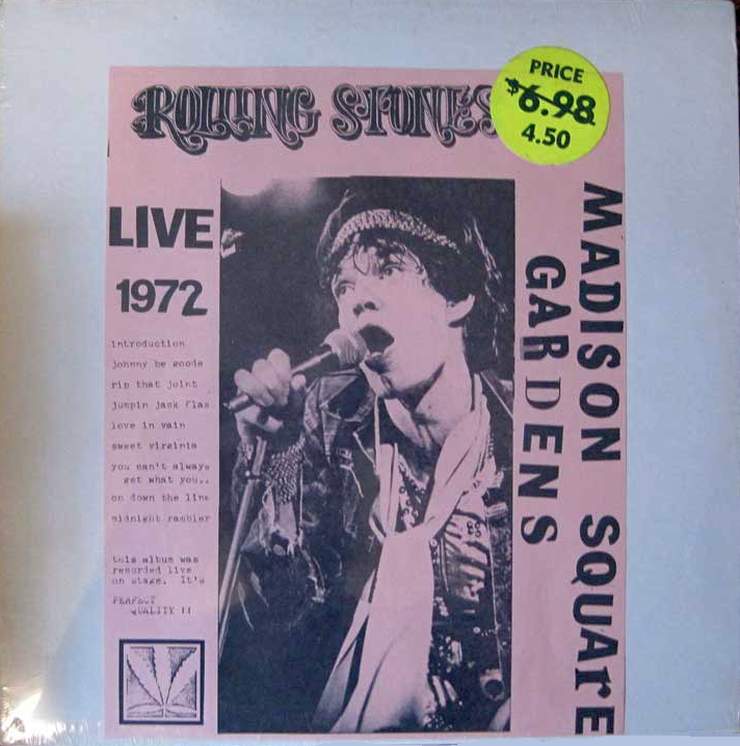 ROLLING STONES
PRICE
$6.98
4.50
LIVE
1972
introduction
johnny be goode
rip that joint
jumpin jack flas
love in vain
sweet virginia
you can't always
get what you..
on down the line
midnight rambler
this album was
recorded live
on stage. It's
PERFECT
QUALITY !!
MADISON SQUArE
GARDENS